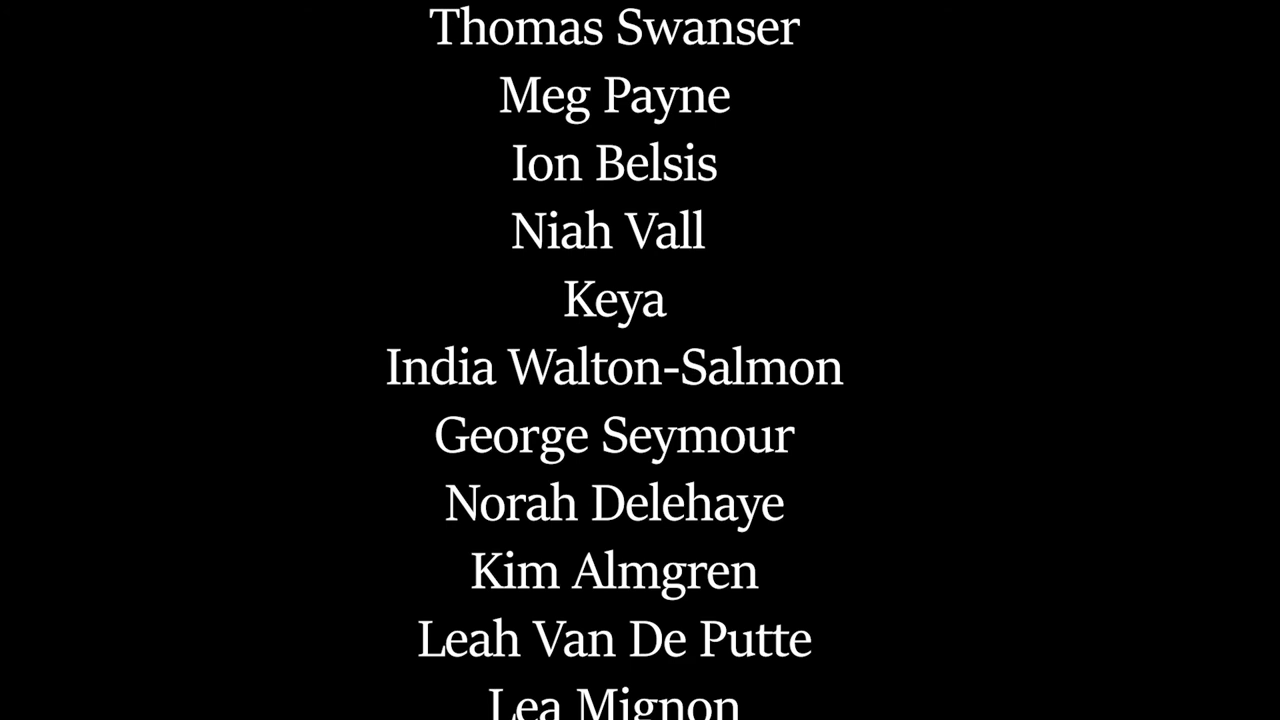 Thomas Swanser
Meg Payne
Ion Belsis
Niah Vall
Keya
India Walton-Salmon
George Seymour
Norah Delehaye
Kim Almgren
Leah Van De Putte
Lea Mignon